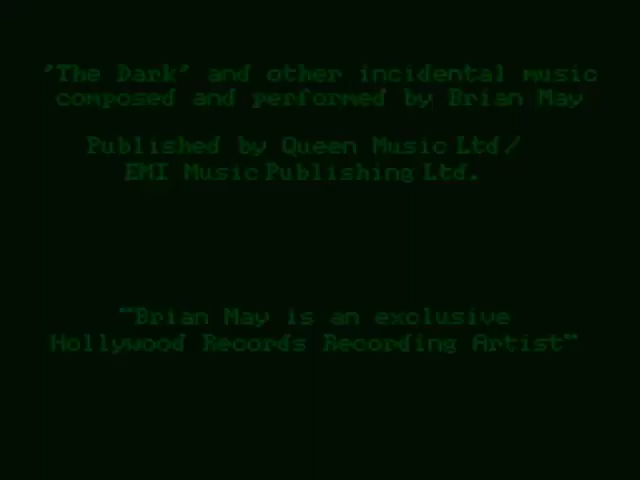 'The Dark' and other incidental music
composed and performed by Brian May
Published by Queen Music Ltd/
EMI Music Publishing Ltd.
"Brian May is an exclusive
Hollywood Records Recording Artist"